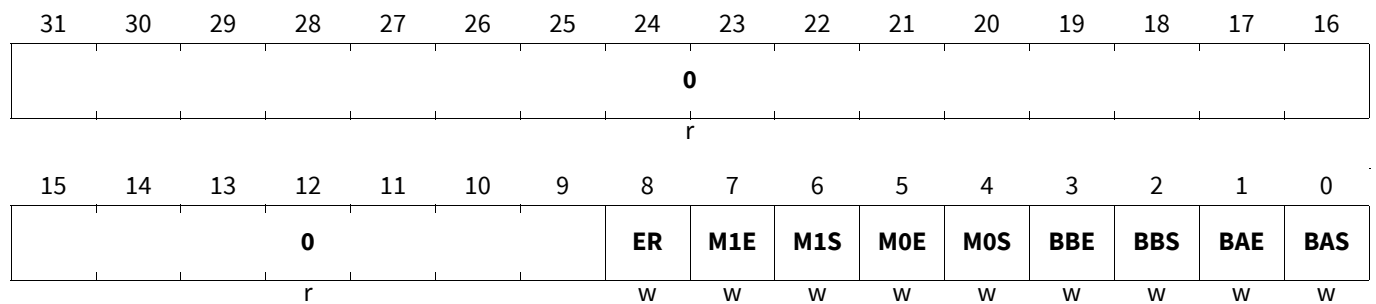 31 30 29 28 27 26 25 24 23 22 21 20 19 18 17 16
0
r
15 14 13 12 11 10 9 8 7 6 5 4 3 2 1 0
0 ER M1E M1S M0E M0S BBE BBS BAE BAS
r w w w w w w w w w